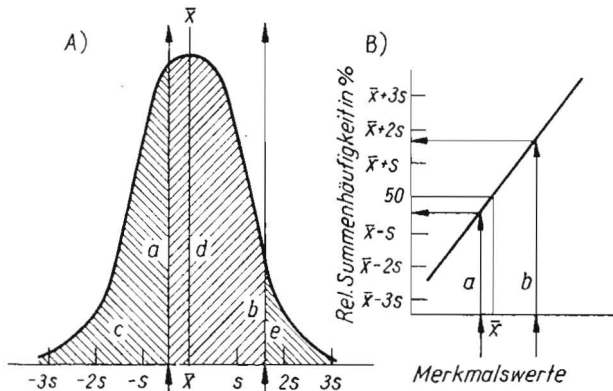 A)
x̄
a
d
b
c
e
-3s -2s -s x̄ s 2s 3s
B)
Rel. Summenhäufigkeit in %
x̄+3s
x̄+2s
x̄+s
50
x̄-s
x̄-2s
x̄-3s
a
b
x̄
Merkmalswerte